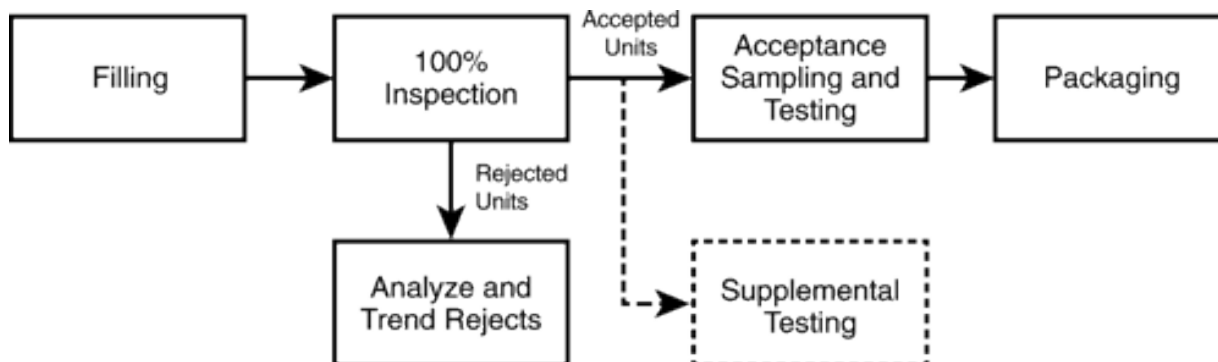 Filling
100%
Inspection
Accepted
Units
Acceptance
Sampling and
Testing
Packaging
Rejected
Units
Analyze and
Trend Rejects
Supplemental
Testing